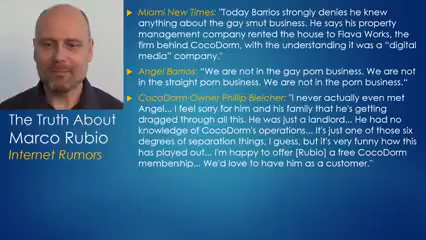 Miami New Times: "Today Barrios strongly denies he knew
anything about the gay smut business. He says his property
management company rented the house to Flava Works, the
firm behind CocoDorm, with the understanding it was a "digital
media" company."
Angel Barrios: "We are not in the gay porn business. We are not
in the straight porn business. We are not in the porn business."
CocoDorm Owner Phillip Bleicher: "I never actually even met
Angel... I feel sorry for him and his family that he's getting
dragged through all this. He was just a landlord... He had no
knowledge of CocoDorm's operations... It's just one of those six
degrees of separation things, I guess, but it's very funny how this
has played out... I'm happy to offer [Rubio] a free CocoDorm
membership... We'd love to have him as a customer."
The Truth About
Marco Rubio
Internet Rumors